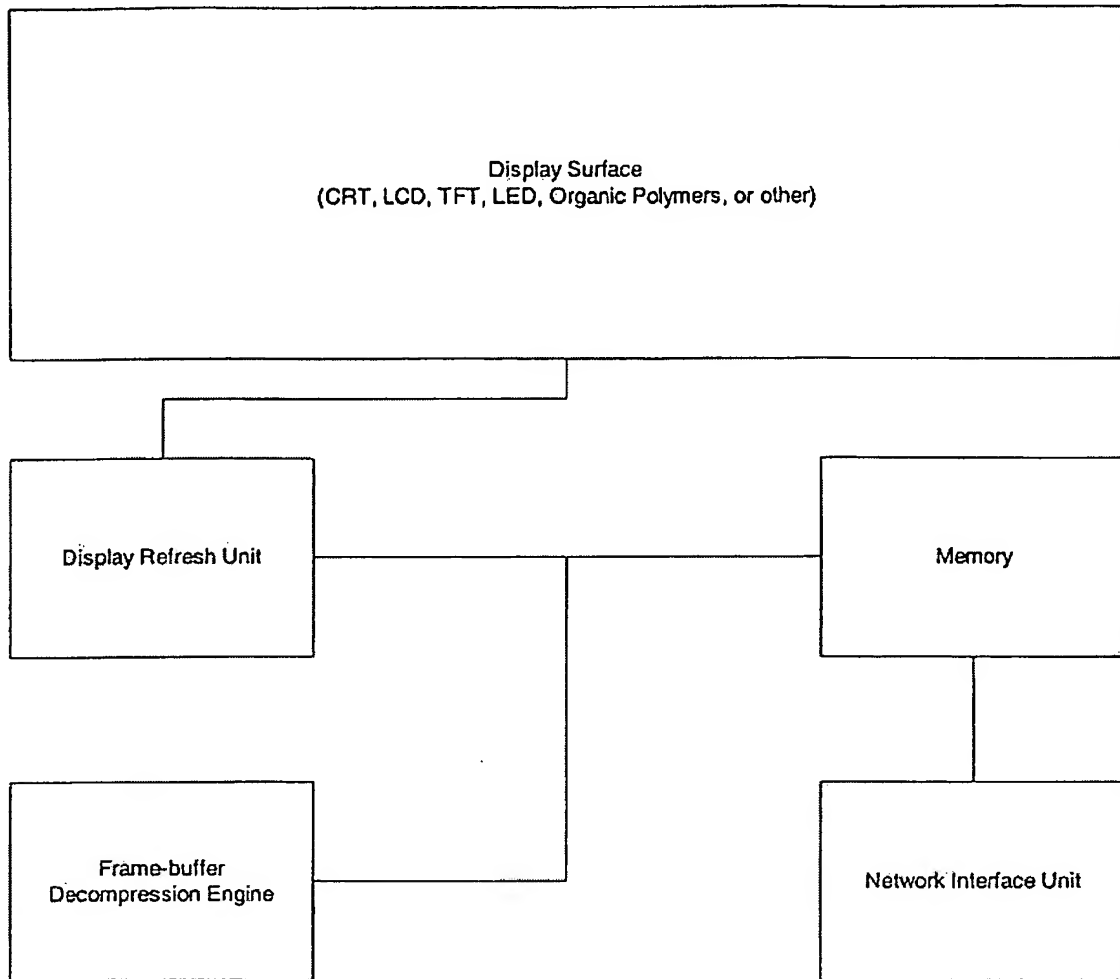 Display Surface
(CRT, LCD, TFT, LED, Organic Polymers, or other)
Display Refresh Unit
Memory
Frame-buffer
Decompression Engine
Network Interface Unit